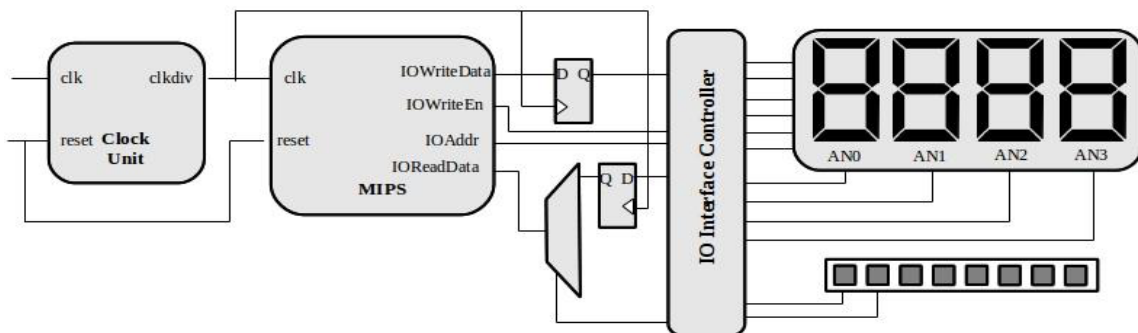 clk
clkdiv
reset
Clock
Unit
clk
reset
IOWriteData
IOWriteEn
IOAddr
IOReadData
MIPS
D Q
Q D
IO Interface Controller
AN0
AN1
AN2
AN3